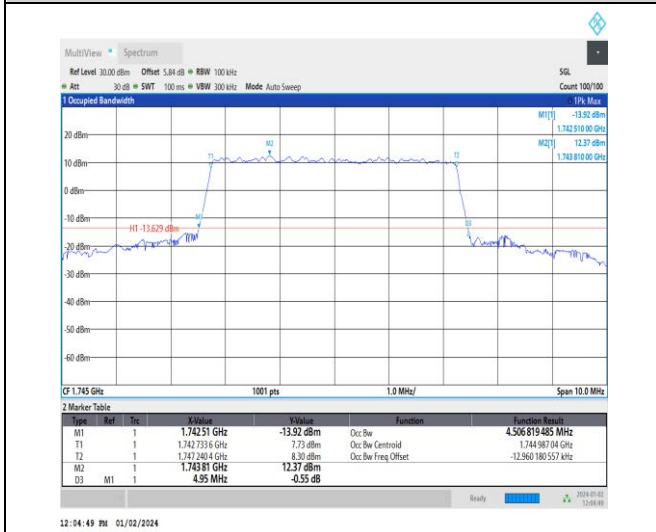 MultiView Spectrum
Ref Level 30.00 dBm Offset 5.84 dB RBW 100 kHz SGL
Att 30 dB SWT 100 ms VBW 300 kHz Mode Auto Sweep Count 100/100
1 Occupied Bandwidth 1Pk Max
M1[1] -13.92 dBm
1.742 510 00 GHz
20 dBm
M2[1] 12.37 dBm
1.743 810 00 GHz
M2
T1 T2
10 dBm
0 dBm
-10 dBm
M1
D3
H1 -13.629 dBm
-20 dBm
-30 dBm
-40 dBm
-50 dBm
-60 dBm
CF 1.745 GHz 1001 pts 1.0 MHz/ Span 10.0 MHz
2 Marker Table
Type Ref Trc X-Value Y-Value Function Function Result
M1 1 1.742 51 GHz -13.92 dBm Occ Bw 4.506 819 485 MHz
T1 1 1.742 733 6 GHz 7.73 dBm Occ Bw Centroid 1.744 987 04 GHz
T2 1 1.747 240 4 GHz 8.30 dBm Occ Bw Freq Offset -12.960 180 557 kHz
M2 1 1.743 81 GHz 12.37 dBm
D3 M1 1 4.95 MHz -0.55 dB
Ready 2024-01-02
12:04:49
12:04:49 PM 01/02/2024